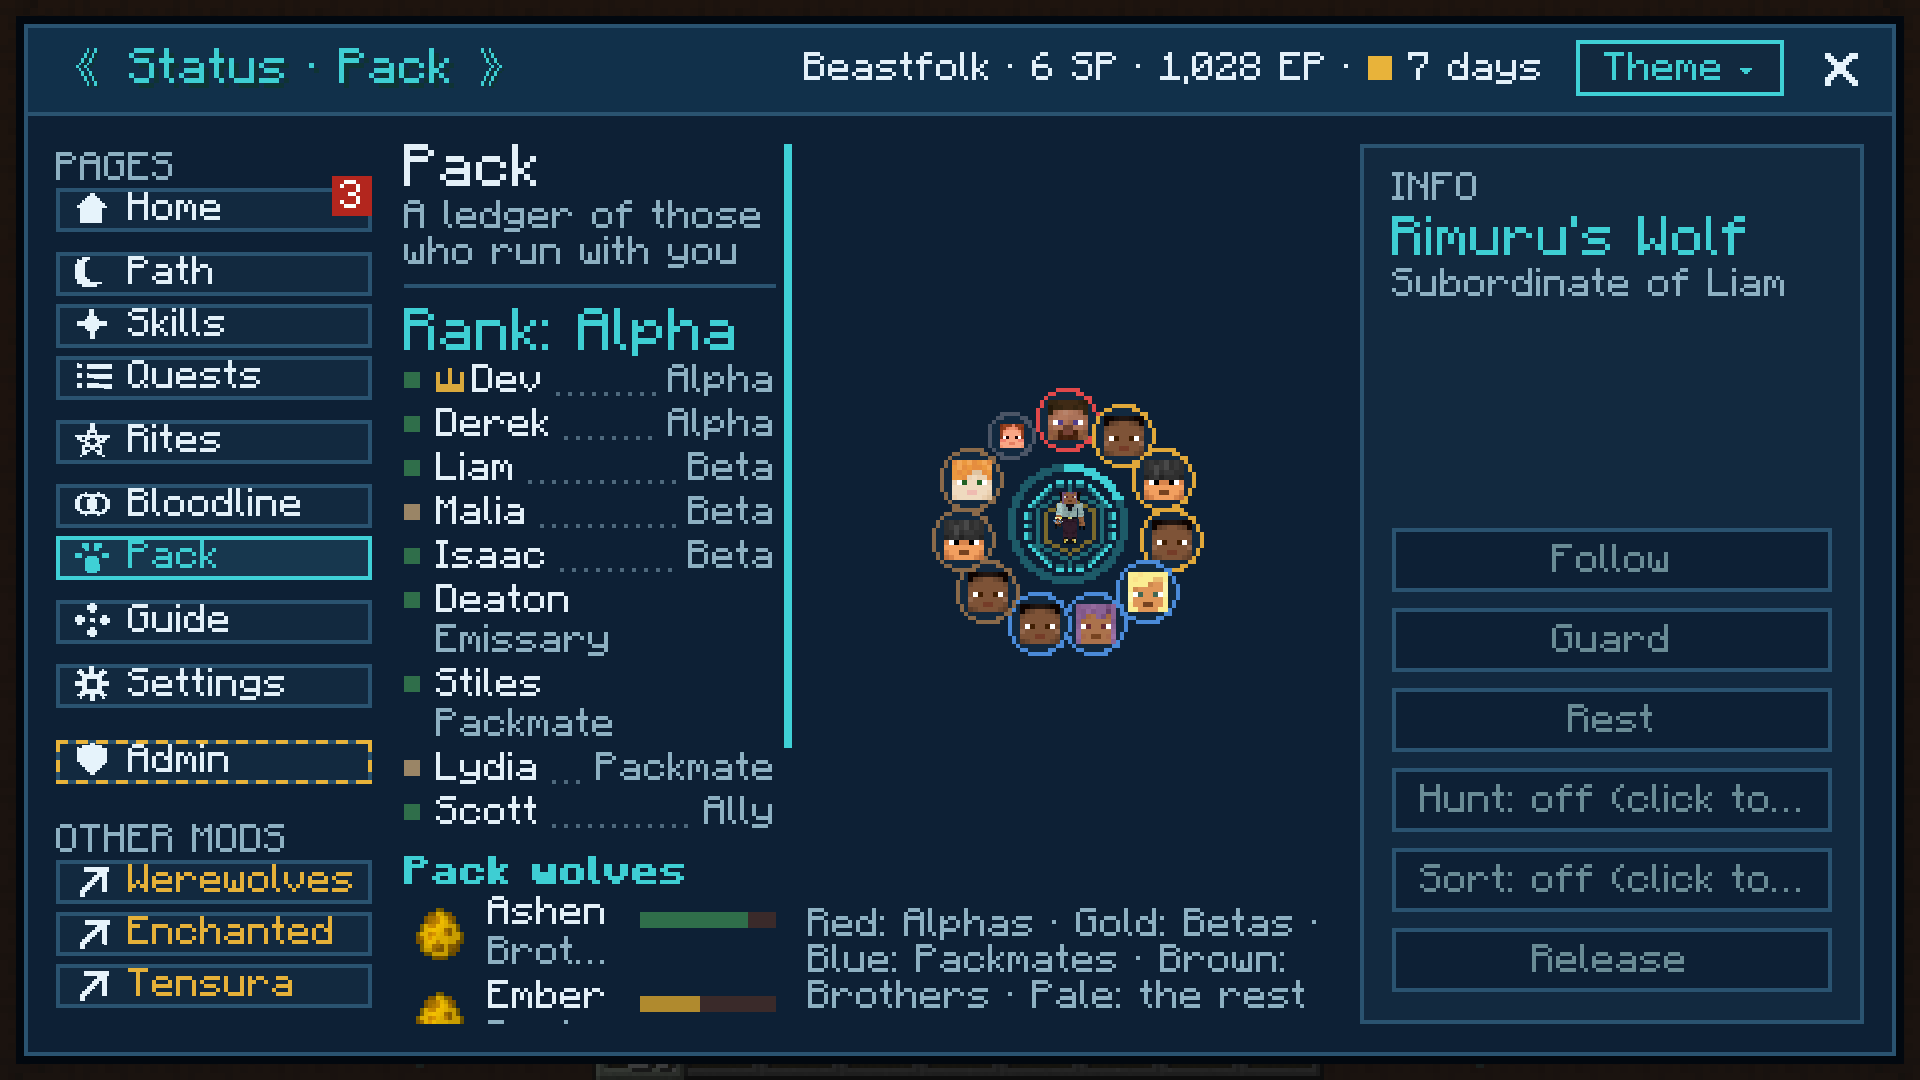 《 Status · Pack 》
Beastfolk · 6 SP · 1,028 EP · 7 days
Theme
PAGES
Home
3
Path
Skills
Quests
Rites
Bloodline
Pack
Guide
Settings
Admin
OTHER MODS
Werewolves
Enchanted
Tensura
Pack
A ledger of those
who run with you
Rank: Alpha
Dev ........ Alpha
Derek ....... Alpha
Liam ............ Beta
Malia ........... Beta
Isaac .......... Beta
Deaton
Emissary
Stiles
Packmate
Lydia ... Packmate
Scott ............ Ally
Pack wolves
Ashen
Brot...
Ember
Red: Alphas · Gold: Betas ·
Blue: Packmates · Brown:
Brothers · Pale: the rest
INFO
Rimuru's Wolf
Subordinate of Liam
Follow
Guard
Rest
Hunt: off (click to...
Sort: off (click to...
Release